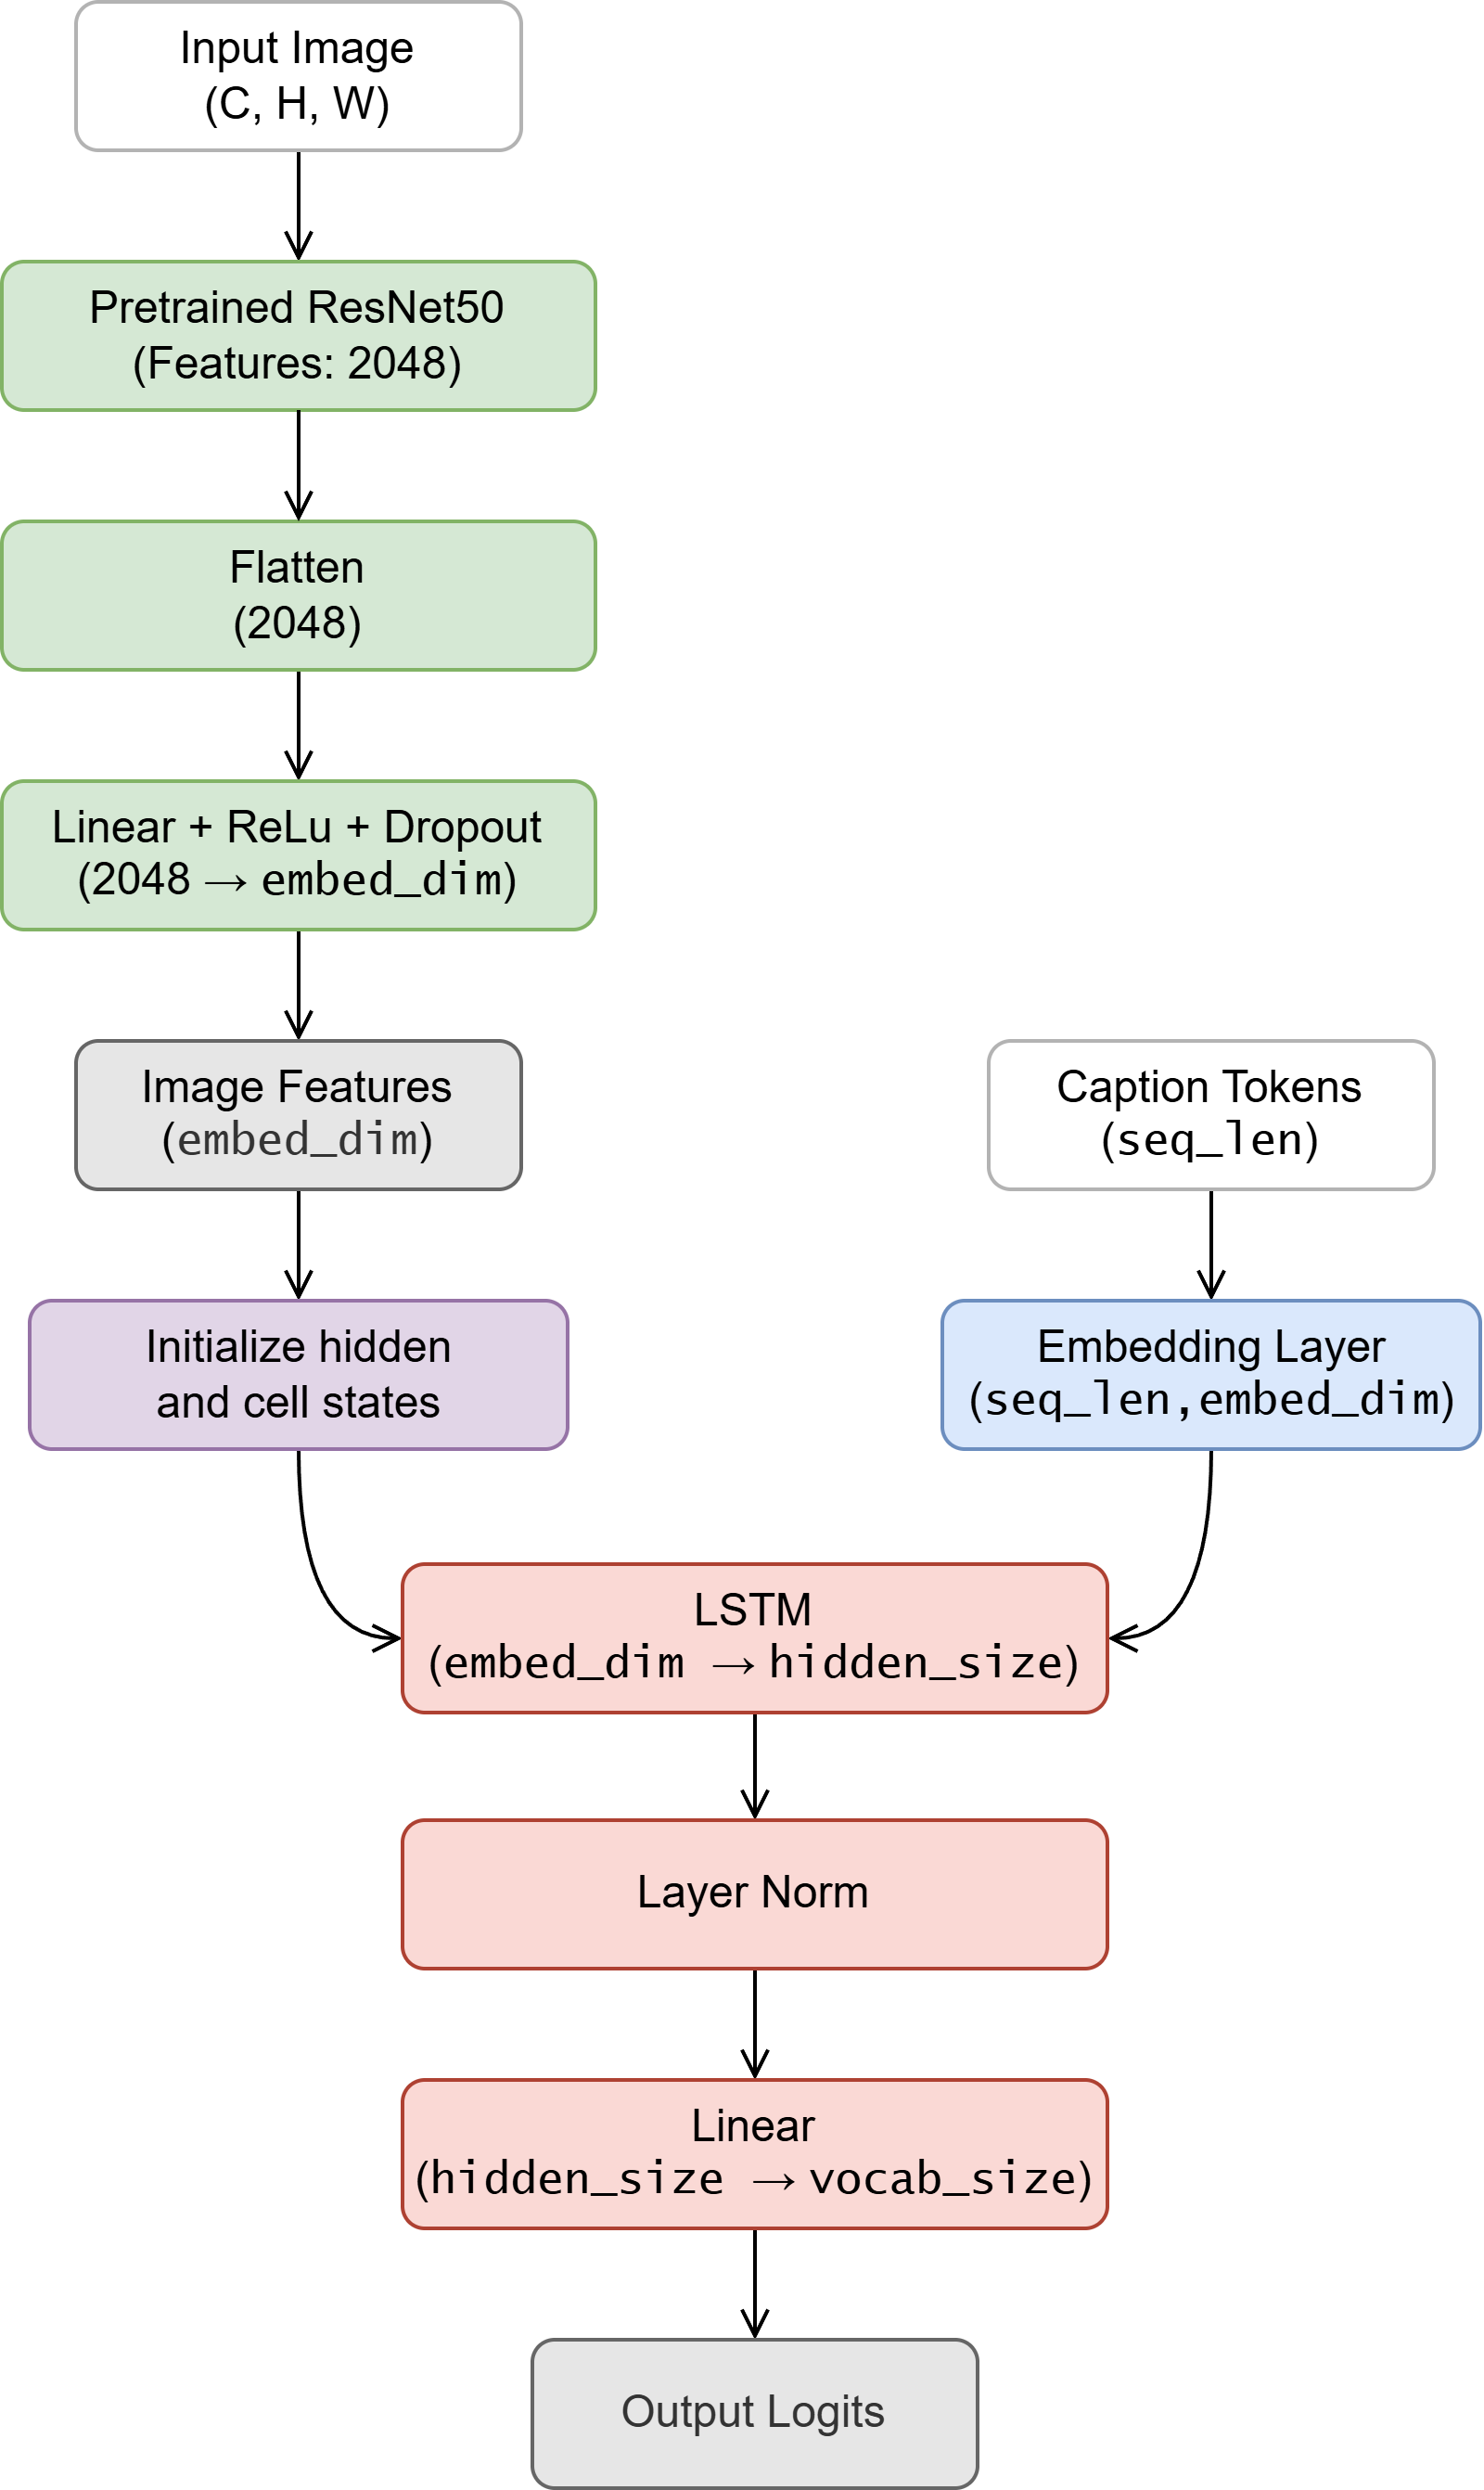 Input Image
(C, H, W)
Pretrained ResNet50
(Features: 2048)
Flatten
(2048)
Linear + ReLu + Dropout
(2048 → embed_dim)
Image Features
(embed_dim)
Caption Tokens
(seq_len)
Initialize hidden
and cell states
Embedding Layer
(seq_len,embed_dim)
LSTM
(embed_dim → hidden_size)
Layer Norm
Linear
(hidden_size → vocab_size)
Output Logits